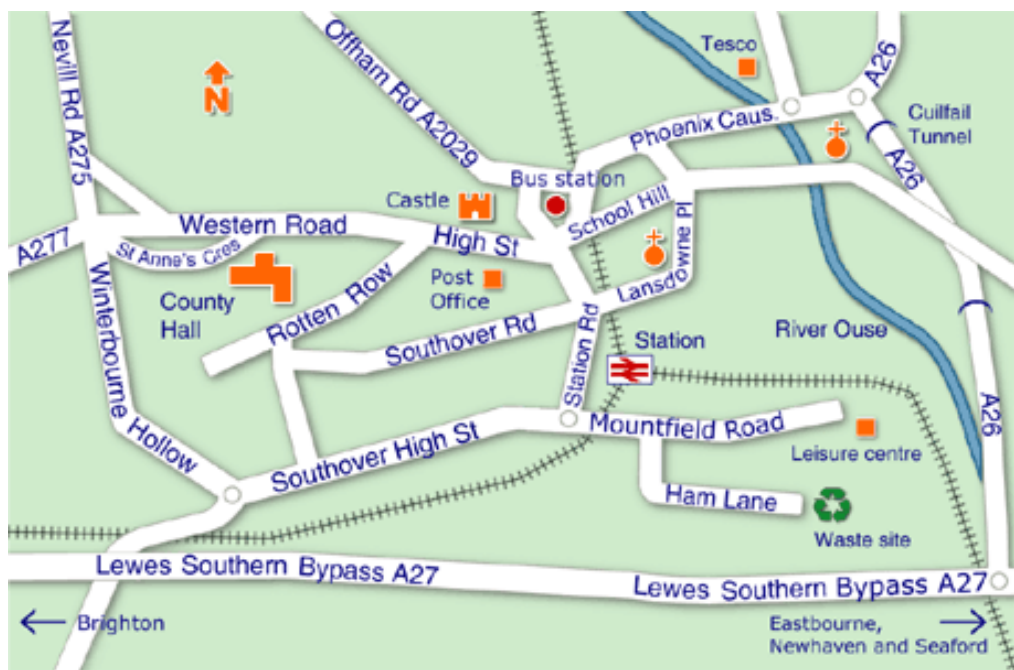 Nevill Rd A275
Offham Rd A2029
N
Tesco
A26
Phoenix Caus.
Cuilfail
Tunnel
A26
Bus station
Castle
School Hill
Western Road
High St
St Anne's Cres
A277
Lansdowne Pl
Post
Office
County
Hall
Rotten Row
Winterbourne Hollow
Southover Rd
Station Rd
Station
River Ouse
A26
Mountfield Road
Southover High St
Leisure centre
Ham Lane
Waste site
Lewes Southern Bypass A27
Lewes Southern Bypass A27
Brighton
Eastbourne,
Newhaven and Seaford